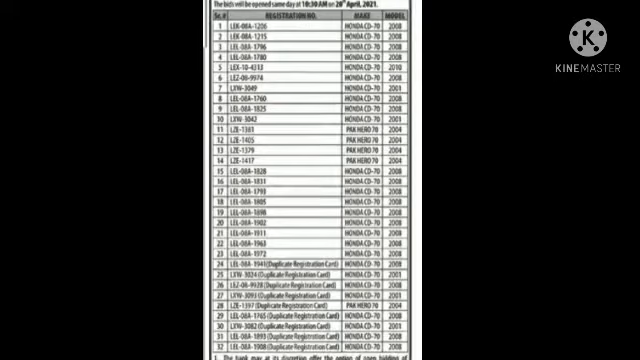 The bids will be opened same day at 10:30 AM on 20th April, 2021.
Sr.# REGISTRATION NO. MAKE MODEL
1 LEK-08A-1206 HONDA CD-70 2008
2 LEK-08A-1215 HONDA CD-70 2008
3 LEL-08A-1796 HONDA CD-70 2008
4 LEL-08A-1780 HONDA CD-70 2008
5 LEX-10-4313 HONDA CD-70 2010
6 LEZ-08-9974 HONDA CD-70 2008
7 LXW-3049 HONDA CD-70 2001
8 LEL-08A-1760 HONDA CD-70 2008
9 LEL-08A-1825 HONDA CD-70 2008
10 LXW-3042 HONDA CD-70 2001
11 LZE-1381 PAK HERO 70 2004
12 LZE-1405 PAK HERO 70 2004
13 LZE-1379 PAK HERO 70 2004
14 LZE-1417 PAK HERO 70 2004
15 LEL-08A-1828 HONDA CD-70 2008
16 LEL-08A-1831 HONDA CD-70 2008
17 LEL-08A-1793 HONDA CD-70 2008
18 LEL-08A-1885 HONDA CD-70 2008
19 LEL-08A-1898 HONDA CD-70 2008
20 LEL-08A-1902 HONDA CD-70 2008
21 LEL-08A-1911 HONDA CD-70 2008
22 LEL-08A-1963 HONDA CD-70 2008
23 LEL-08A-1972 HONDA CD-70 2008
24 LEL-08A-1941(Duplicate Registration Card) HONDA CD-70 2008
25 LXW-3024 (Duplicate Registration Card) HONDA CD-70 2001
26 LEZ-08-9928 (Duplicate Registration Card) HONDA CD-70 2008
27 LXW-3093 (Duplicate Registration Card) HONDA CD-70 2001
28 LZE-1397 (Duplicate Registration Card) PAK HERO 70 2004
29 LEL-08A-1765 (Duplicate Registration Card) HONDA CD-70 2008
30 LXW-3082 (Duplicate Registration Card) HONDA CD-70 2001
31 LEL-08A-1893 (Duplicate Registration Card) HONDA CD-70 2008
32 LEL-08A-1908 (Duplicate Registration Card) HONDA CD-70 2008
1. The bank may at its discretion offer the option of open bidding of
KINEMASTER